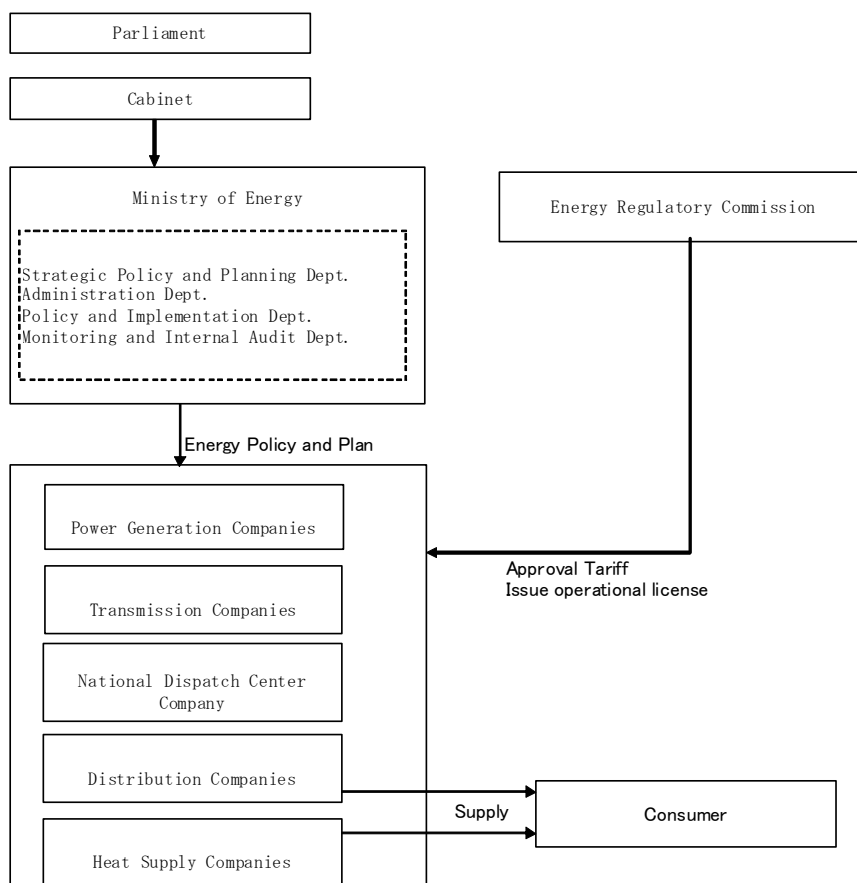 Parliament
Cabinet
Ministry of Energy
Strategic Policy and Planning Dept.
Administration Dept.
Policy and Implementation Dept.
Monitoring and Internal Audit Dept.
Energy Regulatory Commission
Energy Policy and Plan
Power Generation Companies
Transmission Companies
National Dispatch Center
Company
Distribution Companies
Heat Supply Companies
Approval Tariff
Issue operational license
Supply
Consumer